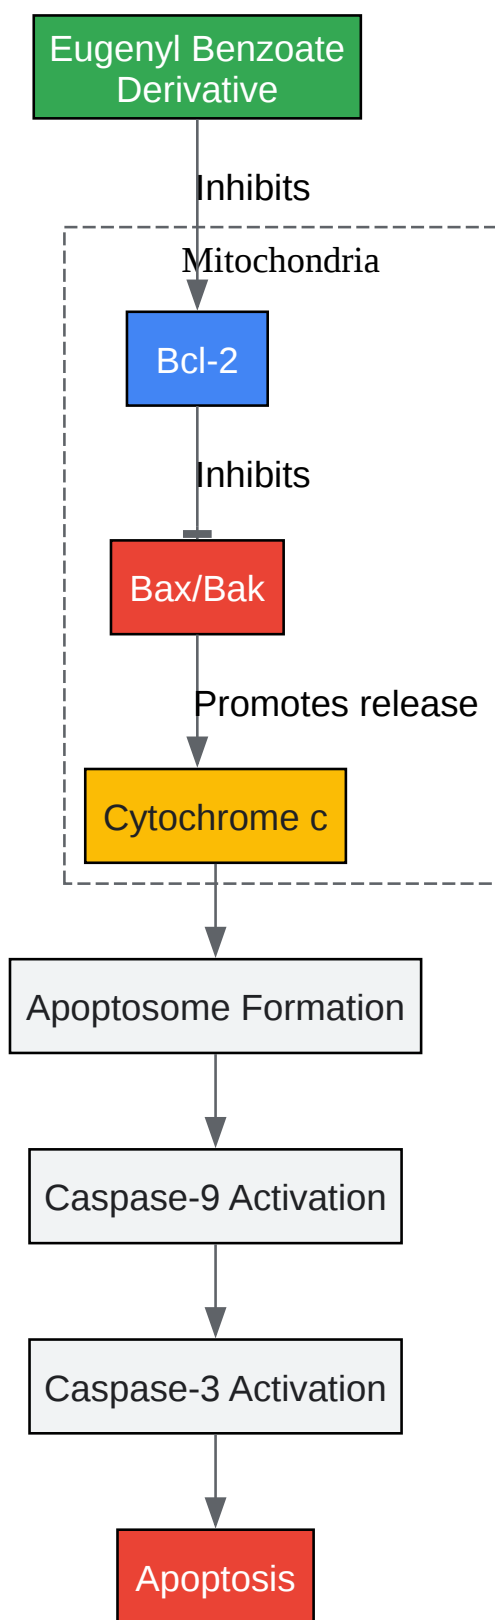 Eugenyl Benzoate
Derivative
Inhibits
Mitochondria
Bcl-2
Inhibits
Bax/Bak
Promotes release
Cytochrome c
Apoptosome Formation
Caspase-9 Activation
Caspase-3 Activation
Apoptosis